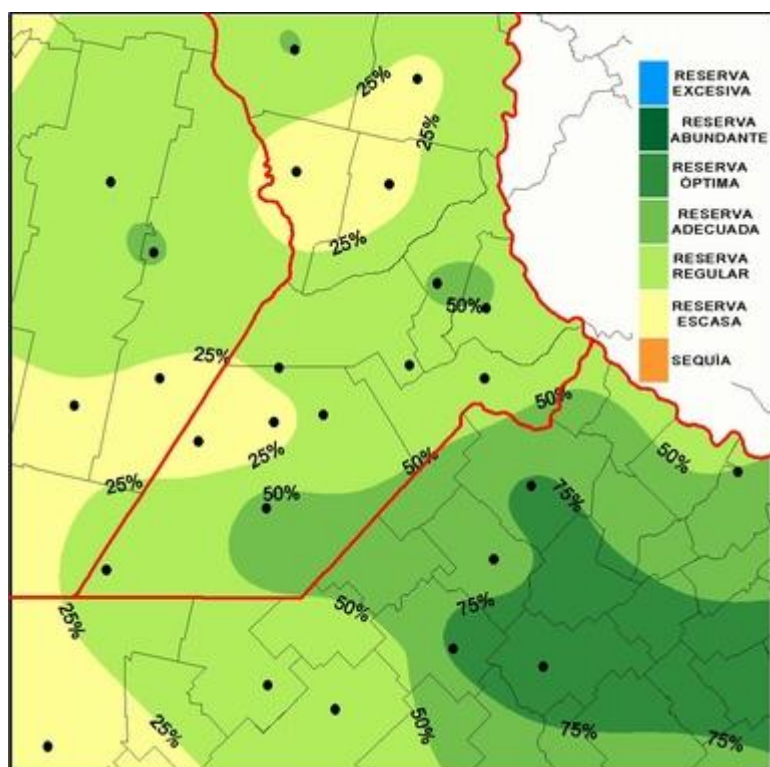 25%
25%
RESERVA
EXCESIVA
RESERVA
ABUNDANTE
RESERVA
ÓPTIMA
RESERVA
ADECUADA
25%
RESERVA
REGULAR
50%
RESERVA
ESCASA
25%
SEQUÌA
50%
25%
50%
50%
25%
50%
75%
75%
50%
25%
25%
50%
75%
75%